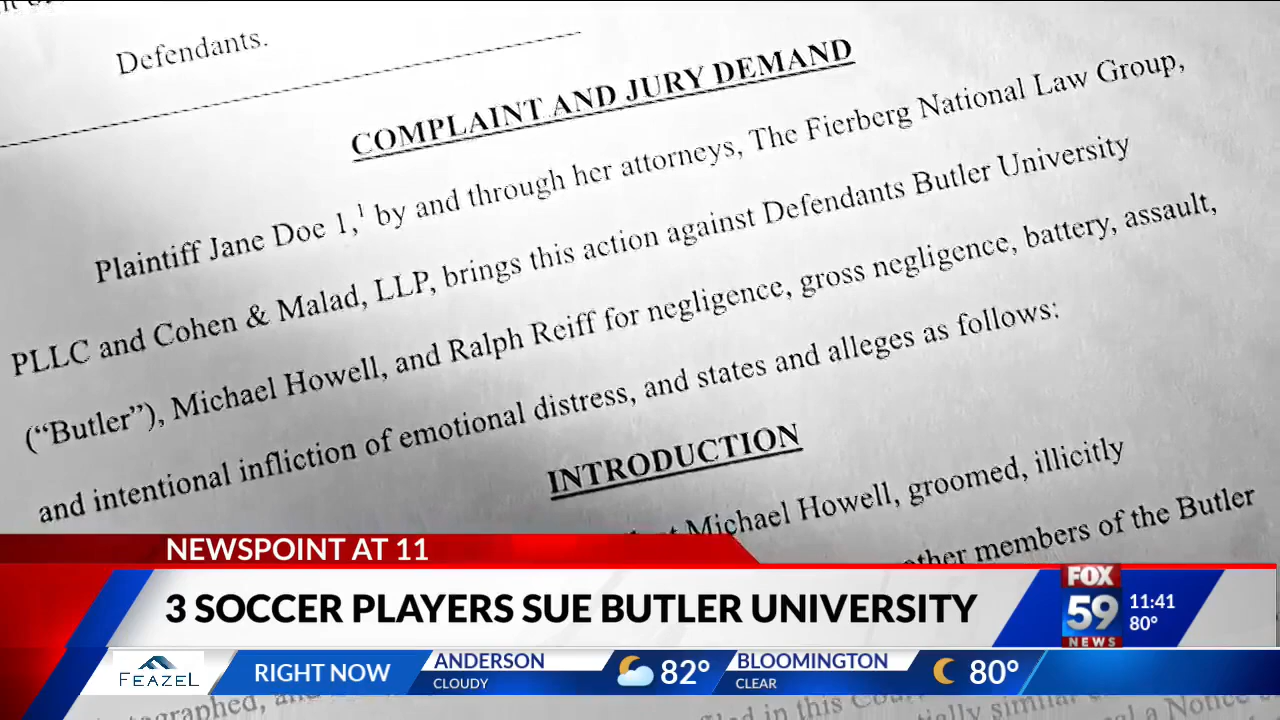 Defendants.
COMPLAINT AND JURY DEMAND
Plaintiff Jane Doe 1,¹ by and through her attorneys, The Fierberg National Law Group,
PLLC and Cohen & Malad, LLP, brings this action against Defendants Butler University
("Butler"), Michael Howell, and Ralph Reiff for negligence, gross negligence, battery, assault,
and intentional infliction of emotional distress, and states and alleges as follows:
INTRODUCTION
Michael Howell, groomed, illicitly
other members of the Butler
NEWSPOINT AT 11
3 SOCCER PLAYERS SUE BUTLER UNIVERSITY
FOX
59
NEWS
11:41
80°
FEAZEL
RIGHT NOW
ANDERSON
CLOUDY
82°
BLOOMINGTON
CLEAR
80°
in this
a Notice